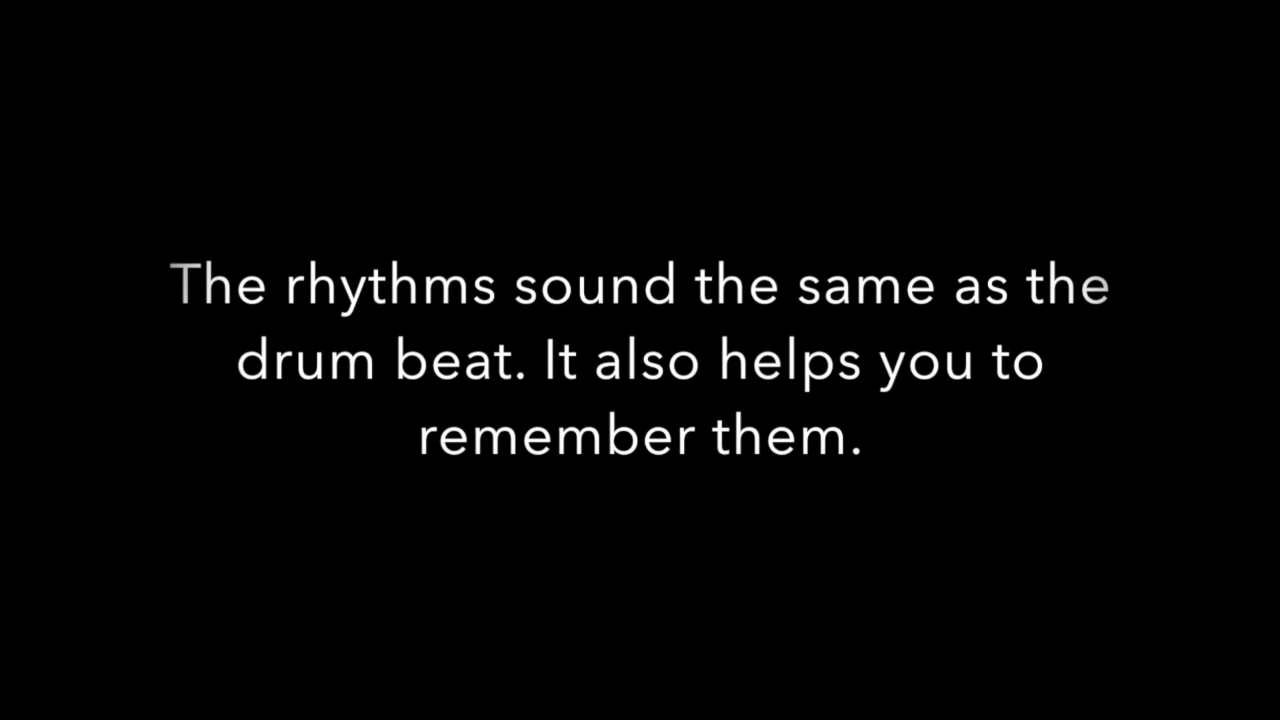 The rhythms sound the same as the
drum beat. It also helps you to
remember them.